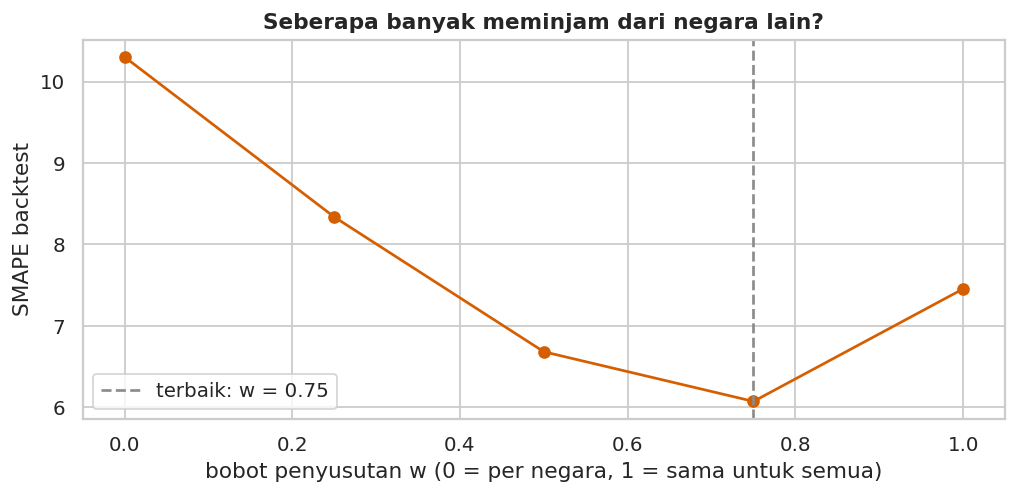 Seberapa banyak meminjam dari negara lain?
SMAPE backtest
10
9
8
7
6
terbaik: w = 0.75
0.0 0.2 0.4 0.6 0.8 1.0
bobot penyusutan w (0 = per negara, 1 = sama untuk semua)